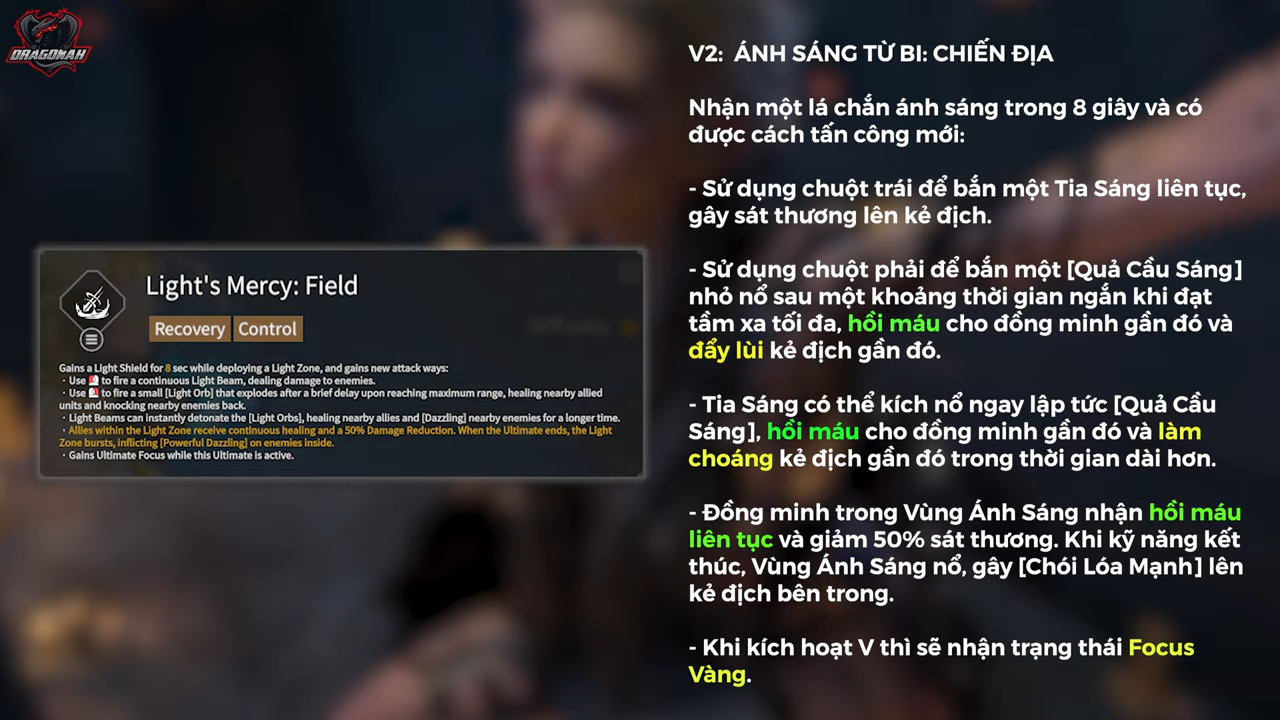 DRAGONAH
Light's Mercy: Field
Recovery Control
Gains a Light Shield for 8 sec while deploying a Light Zone, and gains new attack ways:
· Use to fire a continuous Light Beam, dealing damage to enemies.
· Use to fire a small [Light Orb] that explodes after a brief delay upon reaching maximum range, healing nearby allied
units and knocking nearby enemies back.
· Light Beams can instantly detonate the [Light Orbs], healing nearby allies and [Dazzling] nearby enemies for a longer time.
· Allies within the Light Zone receive continuous healing and a 50% Damage Reduction. When the Ultimate ends, the Light
Zone bursts, inflicting [Powerful Dazzling] on enemies inside.
· Gains Ultimate Focus while this Ultimate is active.
V2: ÁNH SÁNG TỪ BI: CHIẾN ĐỊA
Nhận một lá chắn ánh sáng trong 8 giây và có
được cách tấn công mới:
- Sử dụng chuột trái để bắn một Tia Sáng liên tục,
gây sát thương lên kẻ địch.
- Sử dụng chuột phải để bắn một [Quả Cầu Sáng]
nhỏ nổ sau một khoảng thời gian ngắn khi đạt
tầm xa tối đa, hồi máu cho đồng minh gần đó và
đẩy lùi kẻ địch gần đó.
- Tia Sáng có thể kích nổ ngay lập tức [Quả Cầu
Sáng], hồi máu cho đồng minh gần đó và làm
choáng kẻ địch gần đó trong thời gian dài hơn.
- Đồng minh trong Vùng Ánh Sáng nhận hồi máu
liên tục và giảm 50% sát thương. Khi kỹ năng kết
thúc, Vùng Ánh Sáng nổ, gây [Chói Lóa Mạnh] lên
kẻ địch bên trong.
- Khi kích hoạt V thì sẽ nhận trạng thái Focus
Vàng.